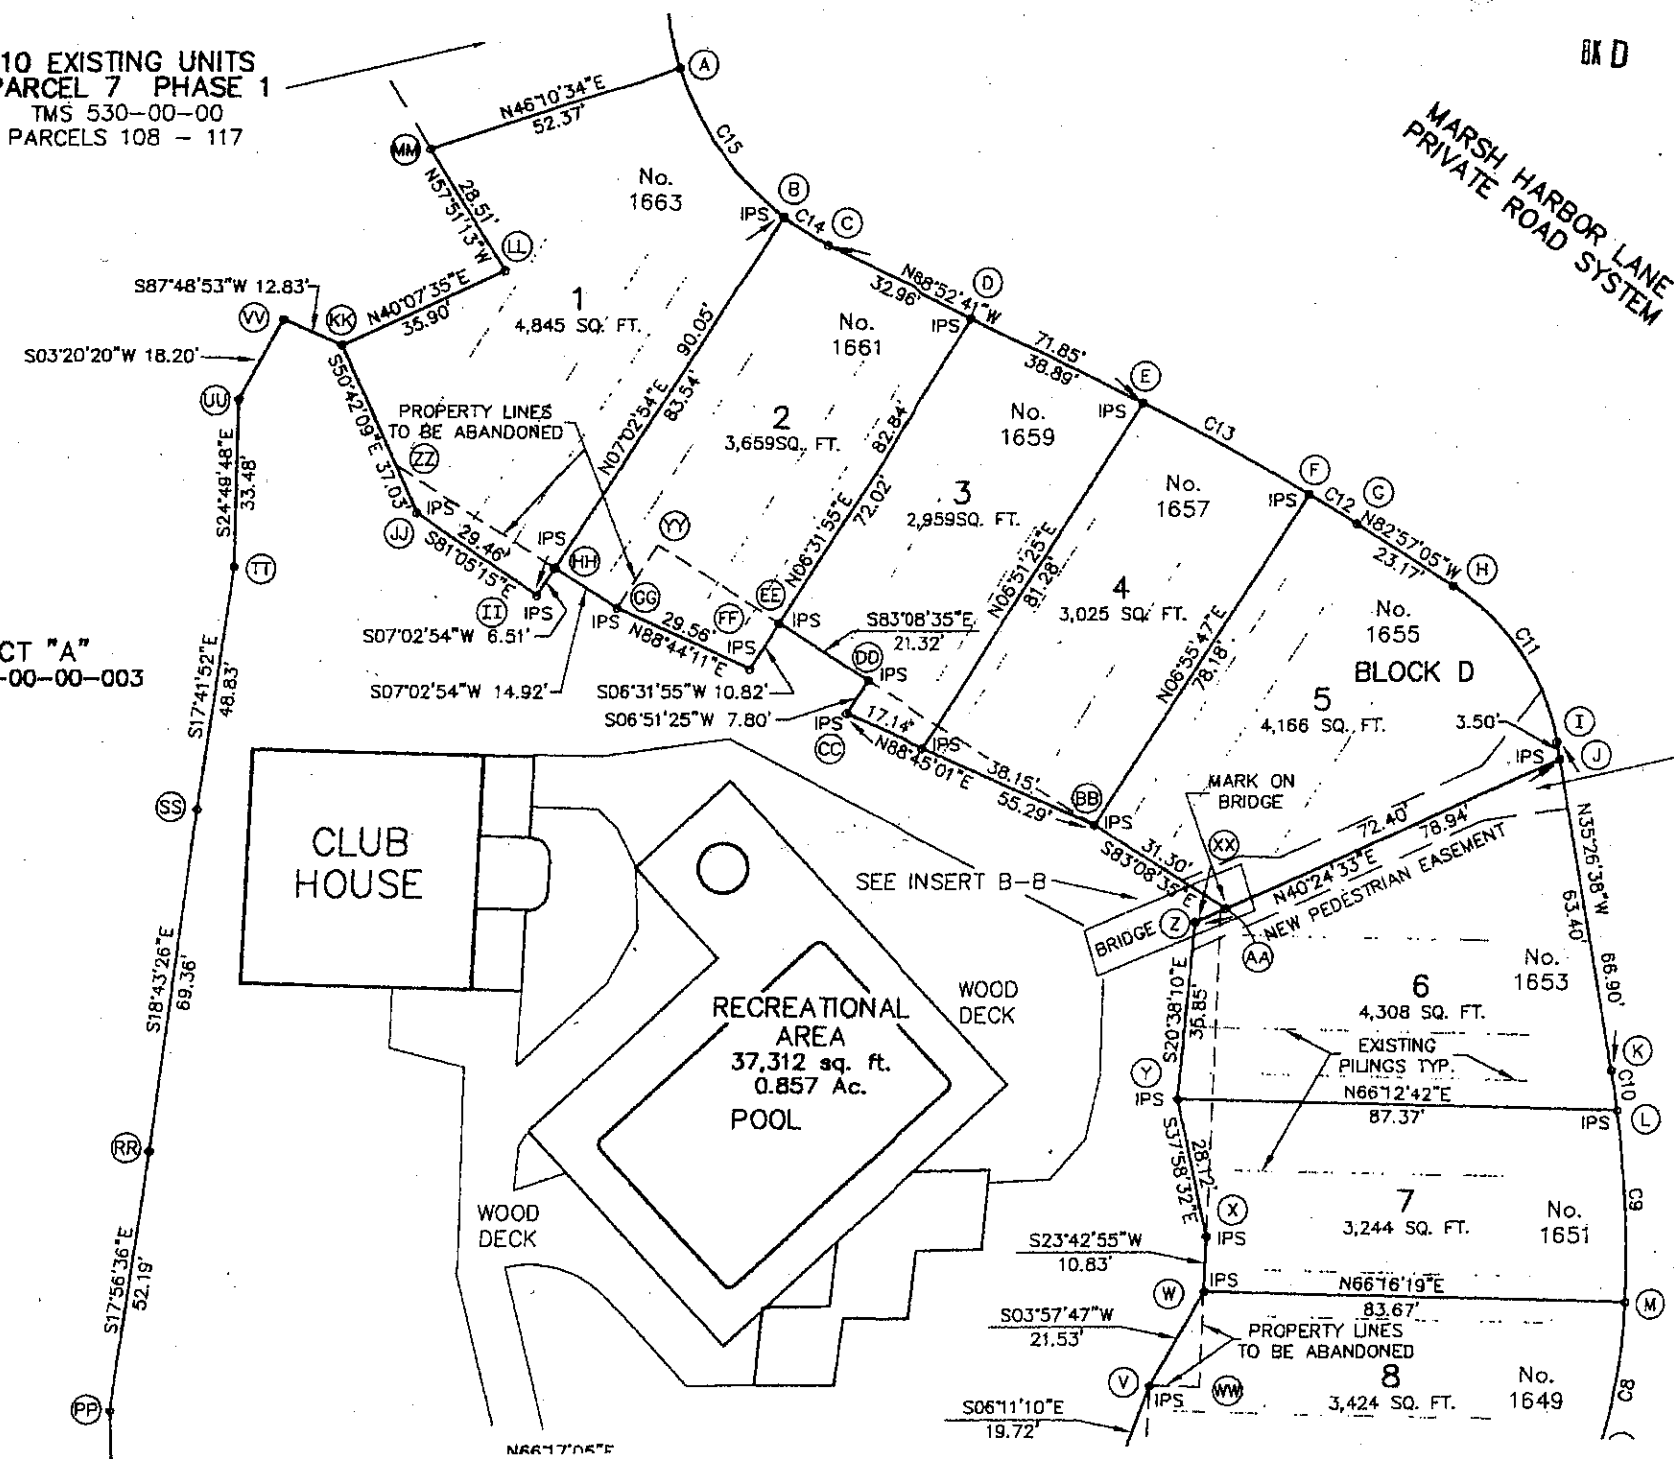 10 EXISTING UNITS
PARCEL 7 PHASE 1
TMS 530-00-00
PARCELS 108 - 117
BK D
MARSH HARBOR LANE
PRIVATE ROAD SYSTEM
A
N46°10'34"E
52.37'
C15
MM
28.51'
N57°51'13"W
LL
No.
1663
B
IPS
C14
C
S87°48'53"W 12.83'
VV
KK
N40°07'35"E
35.90'
1
4,845 SQ. FT.
N88°52'41"W
32.96'
D
IPS
No.
1661
90.05'
N07°02'54"E
83.54'
71.85'
38.89'
E
IPS
S03°20'20"W 18.20'
UU
S50°42'09"E 37.03'
PROPERTY LINES
TO BE ABANDONED
ZZ
2
3,659SQ. FT.
82.84'
N06°31'55"E
72.02'
No.
1659
C13
F
IPS
C12
G
S24°49'48"E
33.48'
IPS
JJ
29.46'
S81°05'15"E
IPS
HH
YY
3
2,959SQ. FT.
No.
1657
N82°57'05"W
23.17'
H
TT
II
IPS
GG
IPS
FF
EE
IPS
29.56'
N88°44'11"E
IPS
S83°08'35"E
21.32'
N06°51'25"E
81.28'
4
3,025 SQ. FT.
No.
1655
C11
S07°02'54"W 6.51'
CT "A"
-00-00-003
S17°41'52"E
48.83'
S07°02'54"W 14.92'
S06°31'55"W 10.82'
S06°51'25"W 7.80'
DD
IPS
N06°55'47"E
78.18'
BLOCK D
5
4,166 SQ. FT.
3.50'
I
IPS
J
IPS
CC
17.14'
IPS
N88°45'01"E
38.15'
55.29'
BB
IPS
MARK ON
BRIDGE
SS
CLUB
HOUSE
31.30'
S83°08'35"E
XX
72.40'
78.94'
N40°24'33"E
NEW PEDESTRIAN EASEMENT
N35°26'38"W
63.40'
66.90'
SEE INSERT B-B
BRIDGE
Z
AA
S18°43'26"E
69.36'
RECREATIONAL
AREA
37,312 sq. ft.
0.857 Ac.
POOL
WOOD
DECK
S20°38'10"E
35.85'
6
4,308 SQ. FT.
No.
1653
EXISTING
PILINGS TYP.
K
C10
Y
IPS
N66°12'42"E
87.37'
IPS
L
RR
28.12'
S37°58'32"E
WOOD
DECK
X
IPS
7
3,244 SQ. FT.
No.
1651
C9
S23°42'55"W
10.83'
S17°56'36"E
52.19'
W
IPS
N66°16'19"E
83.67'
M
S03°57'47"W
21.53'
PROPERTY LINES
TO BE ABANDONED
V
IPS
WW
8
3,424 SQ. FT.
No.
1649
C8
PP
S06°11'10"E
19.72'
N66°17'05"E